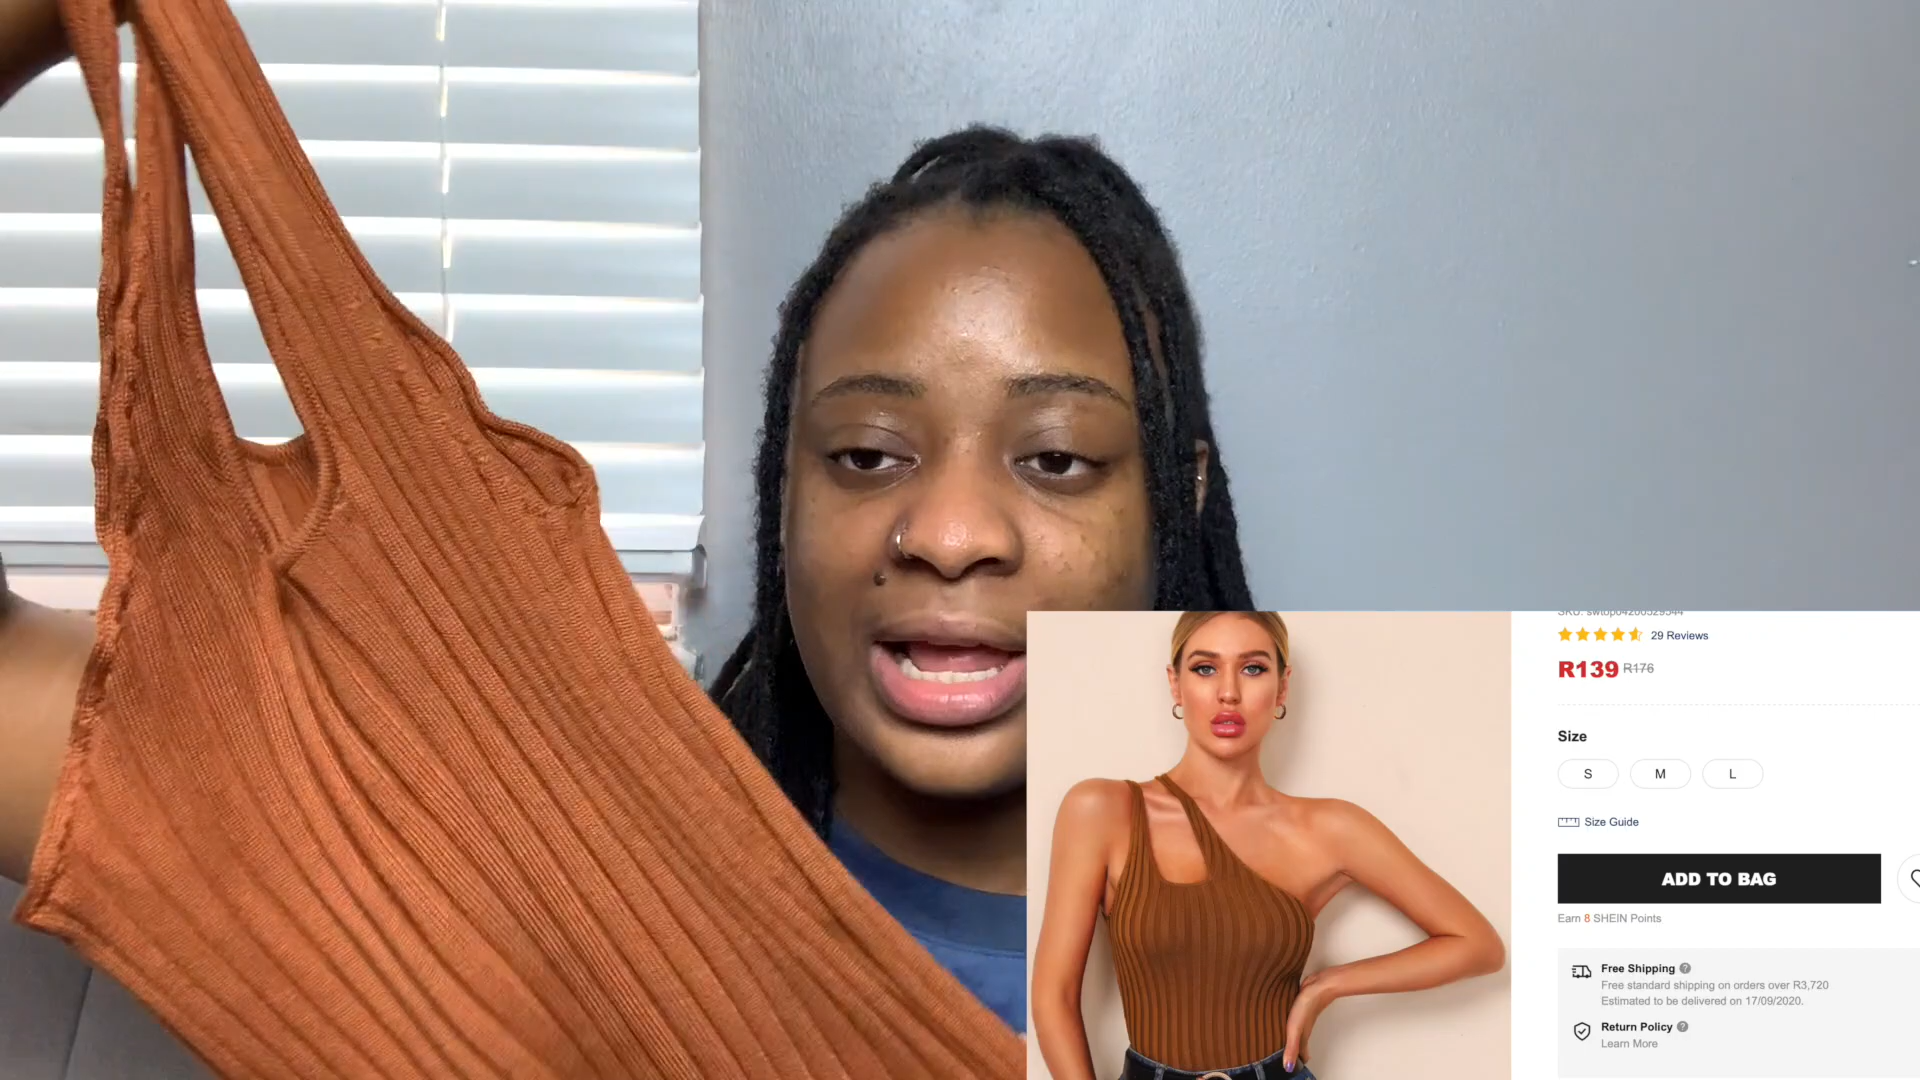 29 Reviews
R139 R176
Size
S M L
Size Guide
ADD TO BAG
Earn 8 SHEIN Points
Free Shipping ?
Free standard shipping on orders over R3,720
Estimated to be delivered on 17/09/2020.
Return Policy ?
Learn More